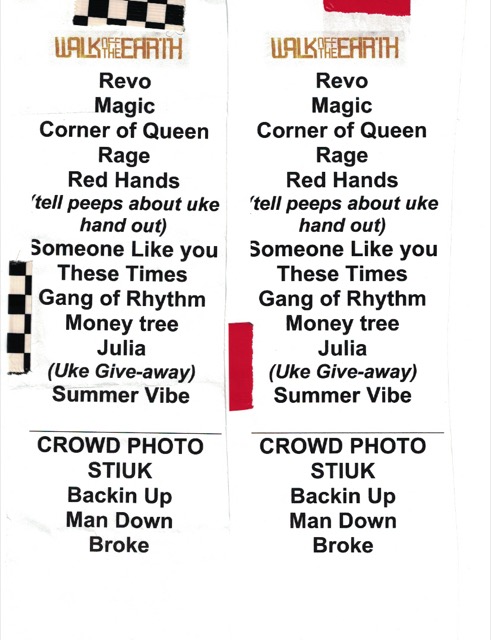 WALK OFF THE EARTH
Revo
Magic
Corner of Queen
Rage
Red Hands
(tell peeps about uke
hand out)
Someone Like you
These Times
Gang of Rhythm
Money tree
Julia
(Uke Give-away)
Summer Vibe
CROWD PHOTO
STIUK
Backin Up
Man Down
Broke
WALK OFF THE EARTH
Revo
Magic
Corner of Queen
Rage
Red Hands
(tell peeps about uke
hand out)
Someone Like you
These Times
Gang of Rhythm
Money tree
Julia
(Uke Give-away)
Summer Vibe
CROWD PHOTO
STIUK
Backin Up
Man Down
Broke